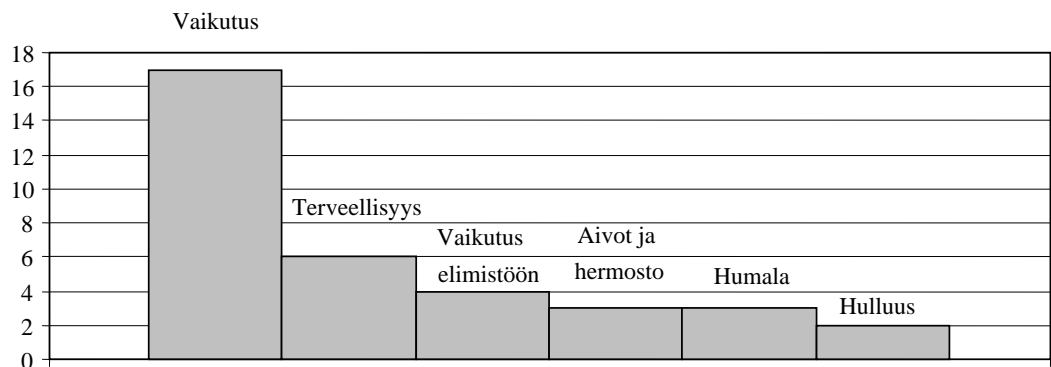 Vaikutus
18
16
14
12
10
8
6
4
2
0
Terveellisyys
Vaikutus
elimistöön
Aivot ja
hermosto
Humala
Hulluus